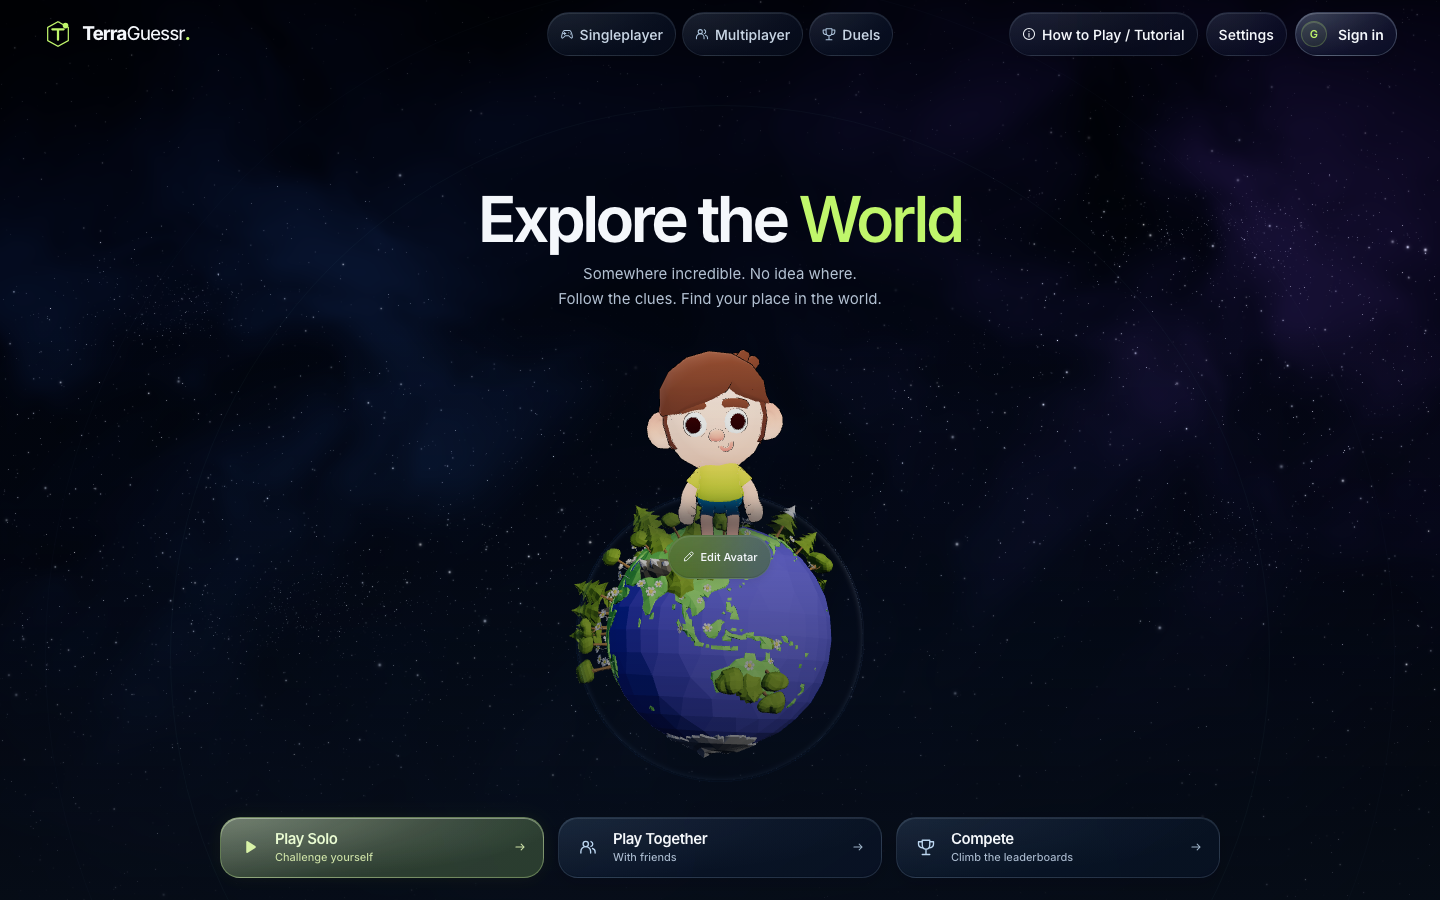 TerraGuessr.
Singleplayer
Multiplayer
Duels
How to Play / Tutorial
Settings
G
Sign in
Explore the World
Somewhere incredible. No idea where.
Follow the clues. Find your place in the world.
Edit Avatar
Play Solo
Challenge yourself
Play Together
With friends
Compete
Climb the leaderboards